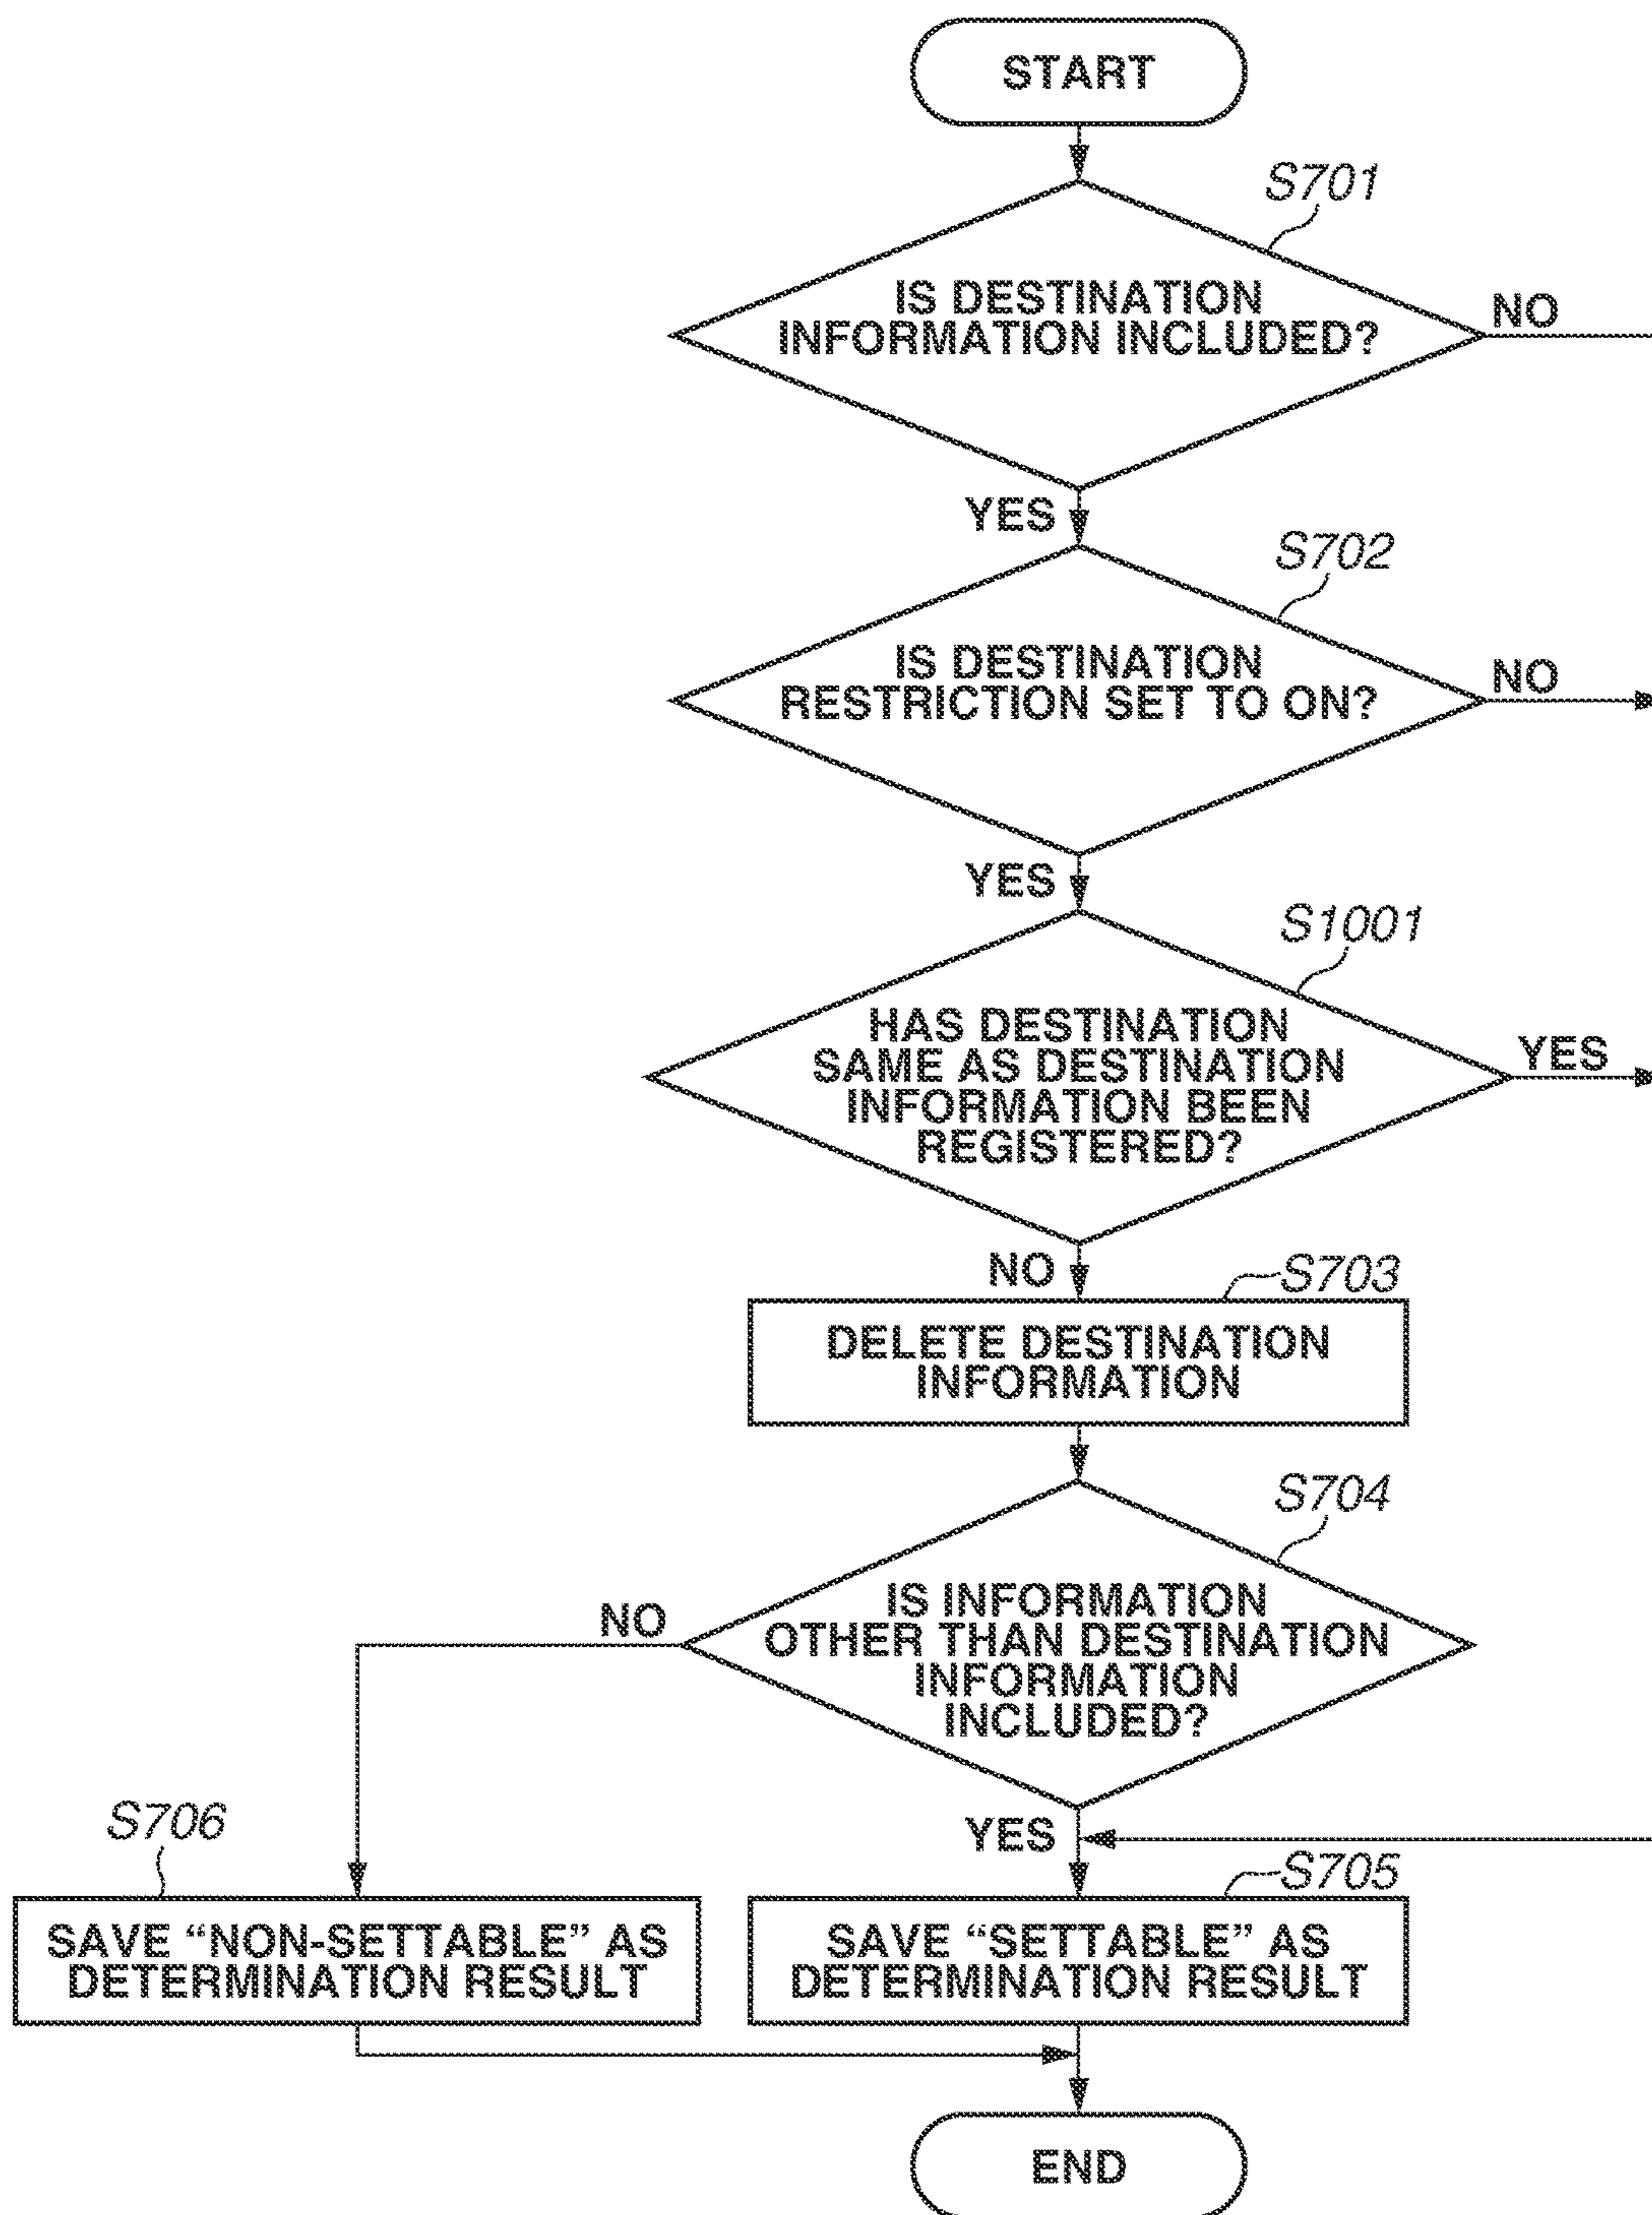 START
S701
IS DESTINATION
INFORMATION INCLUDED?
NO
YES
S702
IS DESTINATION
RESTRICTION SET TO ON?
NO
YES
S1001
HAS DESTINATION
SAME AS DESTINATION
INFORMATION BEEN
REGISTERED?
YES
NO
S703
DELETE DESTINATION
INFORMATION
S704
IS INFORMATION
OTHER THAN DESTINATION
INFORMATION
INCLUDED?
NO
YES
S706
SAVE “NON-SETTABLE” AS
DETERMINATION RESULT
S705
SAVE “SETTABLE” AS
DETERMINATION RESULT
END